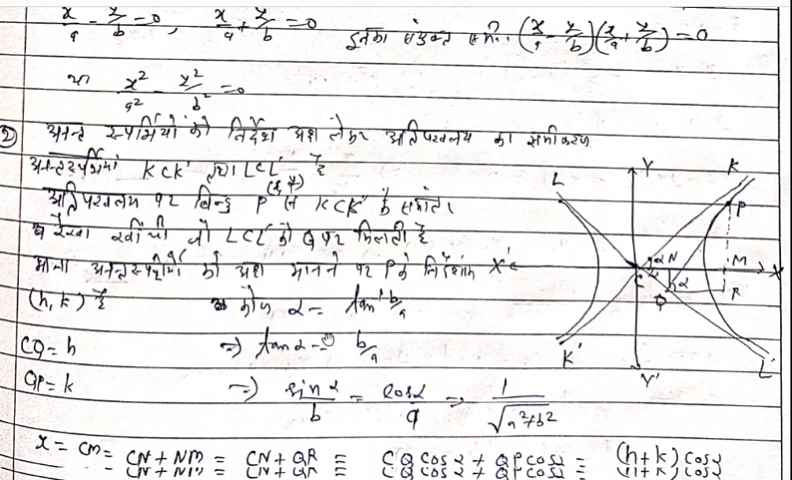 x/a - y/b = 0, x/a + y/b = 0 इनका संयुक्त समी. (x/a - y/b)(x/a + y/b) = 0
या x²/a² - y²/b² = 0
② अनन्त स्पर्शियों को निर्देश अक्ष लेकर अतिपरवलय का समीकरण
अनन्तस्पर्शियां KCK' तथा LCL' है
अतिपरवलय पर बिन्दु P (x,y) से KCK' के समांतर
रेखा खींची जो LCL' को Q पर मिलती है
माना अनन्तस्पर्शियों को अक्ष मानने पर P के निर्देशांक
(h, k) है कोण α = tan⁻¹ b/a
CQ = h ⇒ tan α = b/a
QP = k ⇒ sin α/b = cos α/a = 1/√a²+b²
x = CM = CN + NM = CN + QR = CQ cos α + QP cos α = (h+k) cos α
L Y K
P
X' C α N M X
Q α R
K' Y' L'